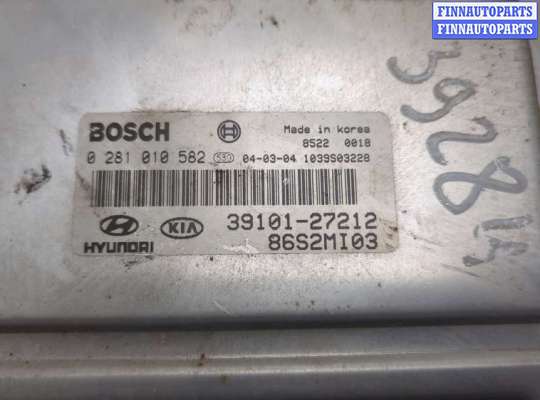 FINNAUTOPARTS
FINNAUTOPARTS
BOSCH
Made in korea
8522 0018
0 281 010 582 04-03-04 1039S03228
HYUNDAI KIA 39101-27212
86S2MI03